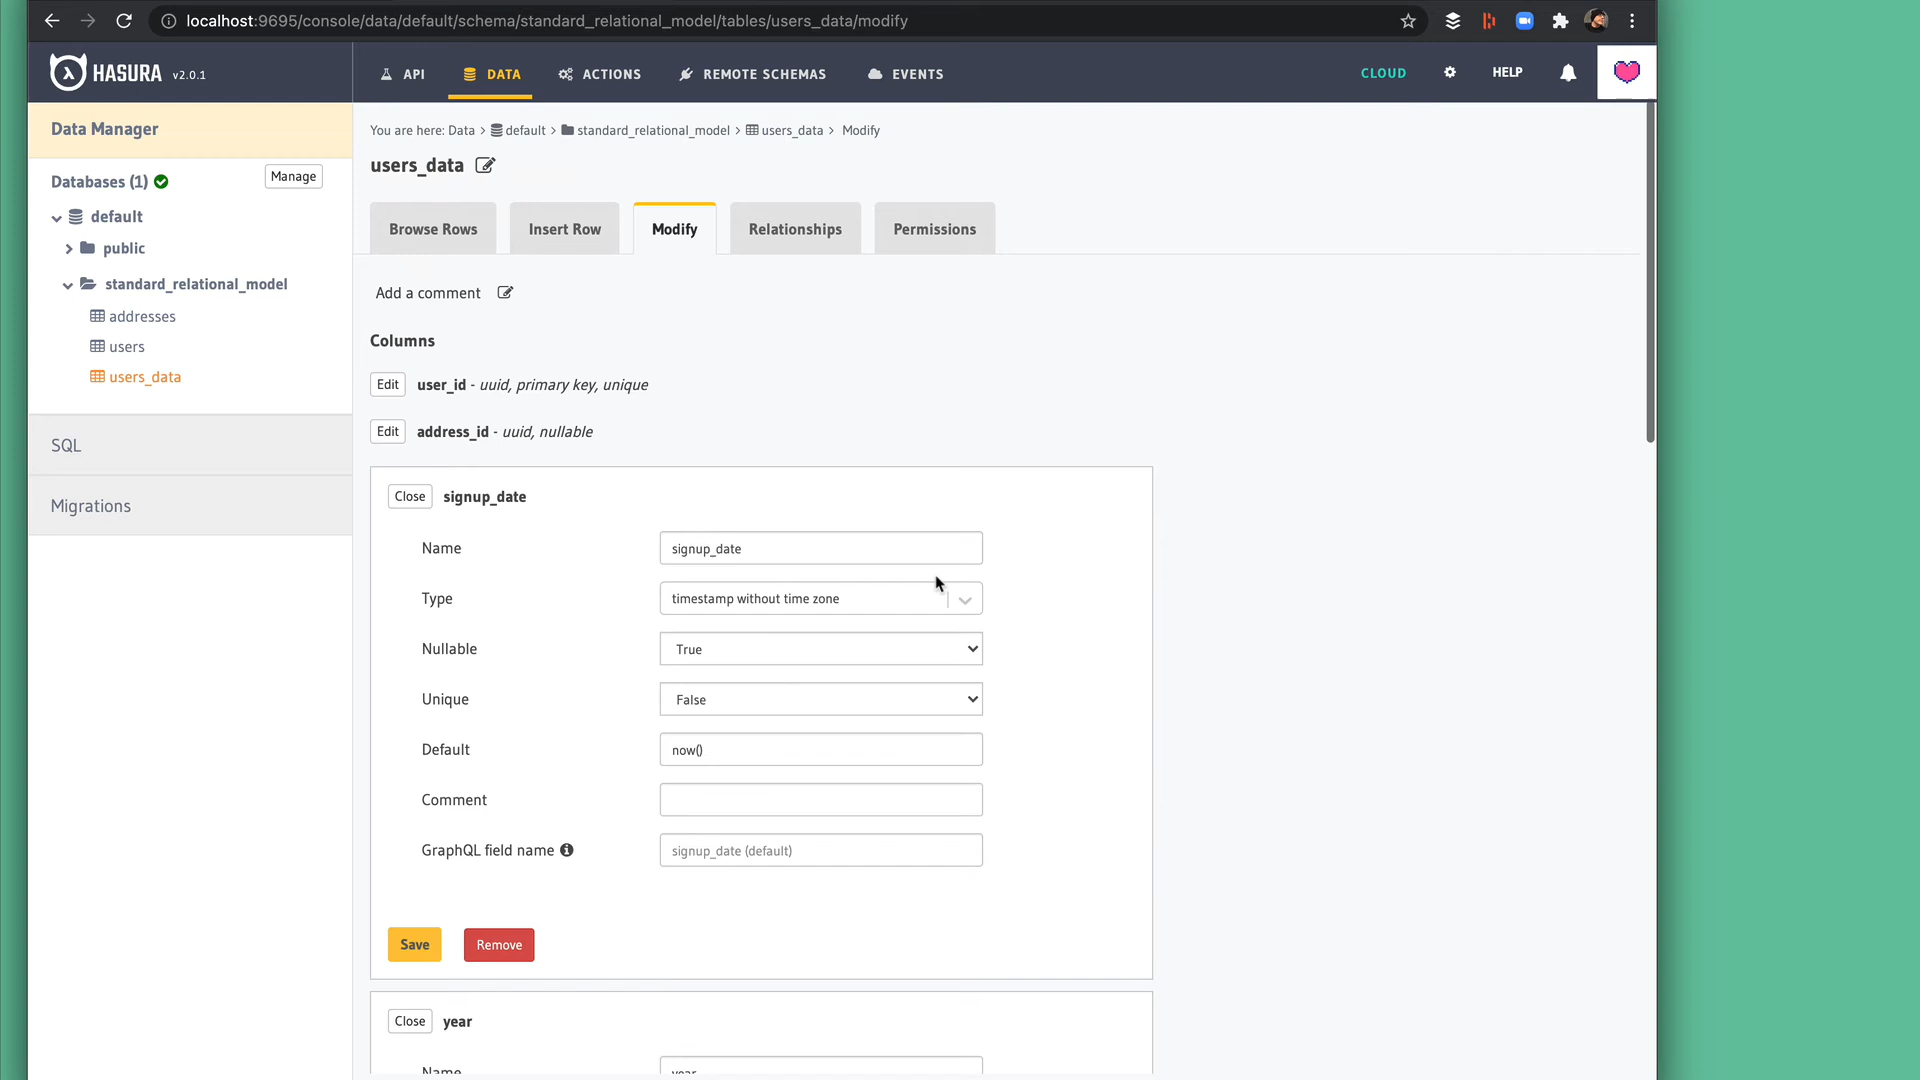 localhost:9695/console/data/default/schema/standard_relational_model/tables/users_data/modify
HASURA v2.0.1
API
DATA
ACTIONS
REMOTE SCHEMAS
EVENTS
CLOUD
HELP
Data Manager
Databases (1)
Manage
default
public
standard_relational_model
addresses
users
users_data
SQL
Migrations
You are here: Data > default > standard_relational_model > users_data > Modify
users_data
Browse Rows
Insert Row
Modify
Relationships
Permissions
Add a comment
Columns
Edit user_id - uuid, primary key, unique
Edit address_id - uuid, nullable
Close signup_date
Name signup_date
Type timestamp without time zone
Nullable True
Unique False
Default now()
Comment
GraphQL field name signup_date (default)
Save Remove
Close year
Name year